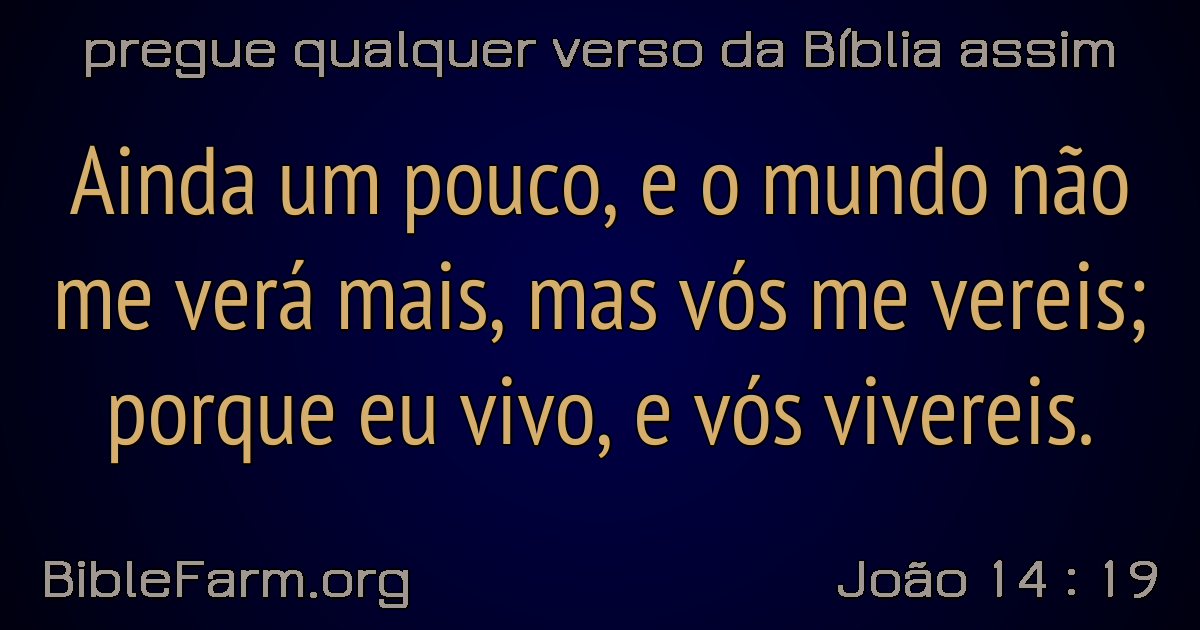 pregue qualquer verso da Bíblia assim
Ainda um pouco, e o mundo não
me verá mais, mas vós me vereis;
porque eu vivo, e vós vivereis.
BibleFarm.org
João 14 : 19